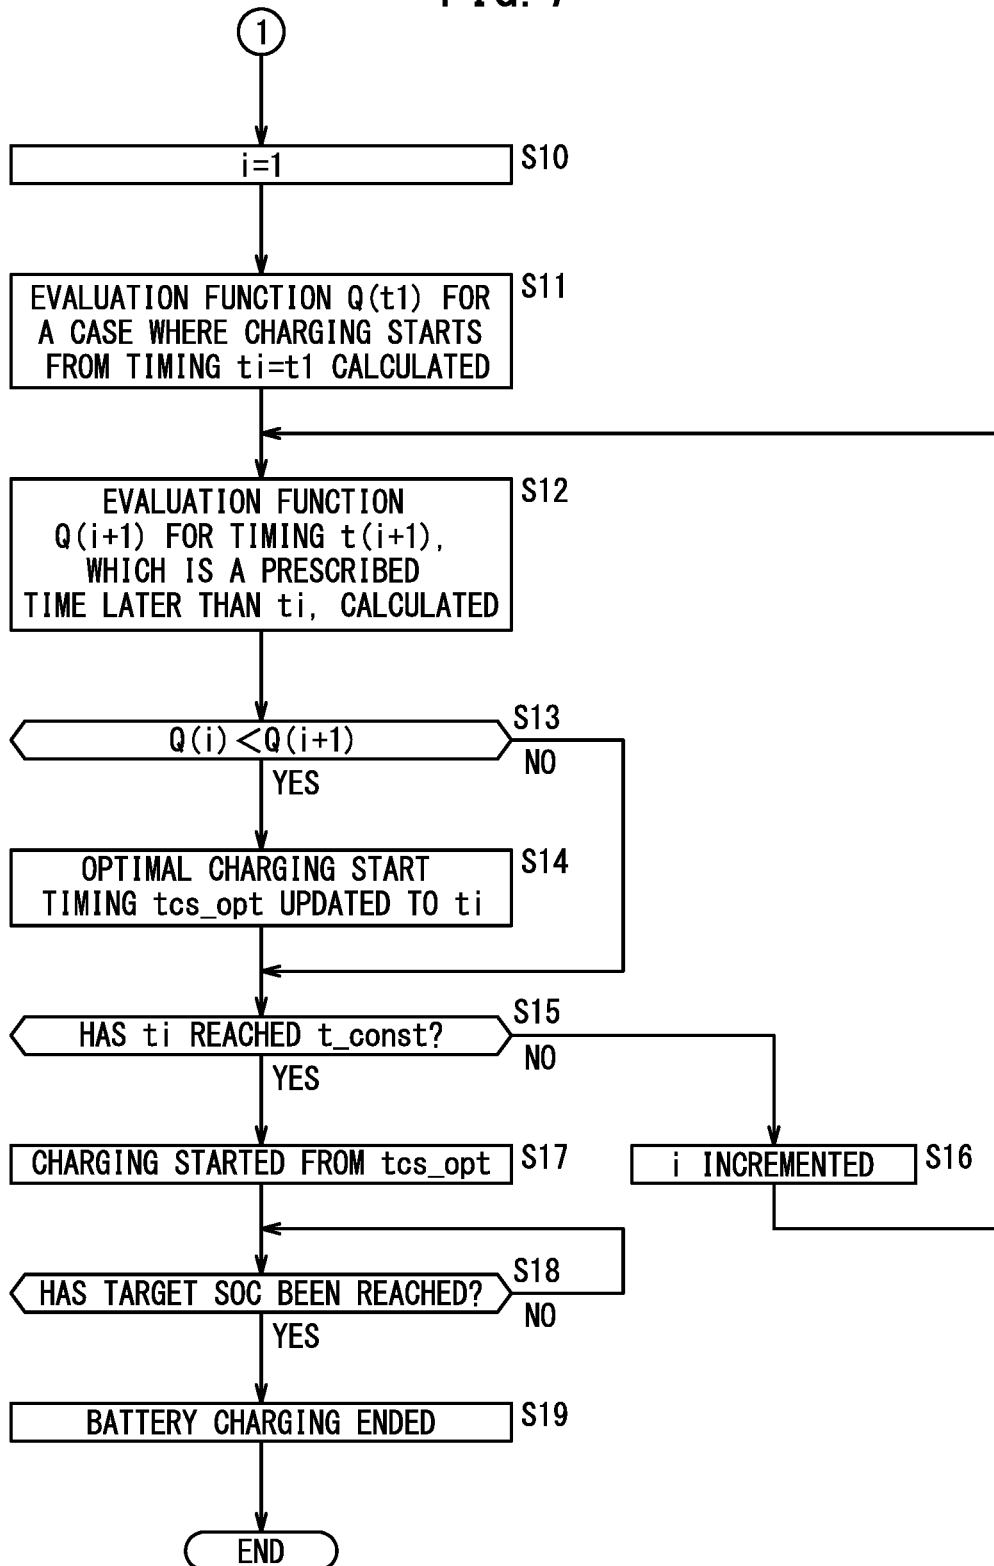 FIG. 7
1
i=1 S10
EVALUATION FUNCTION Q(t1) FOR S11
A CASE WHERE CHARGING STARTS
FROM TIMING ti=t1 CALCULATED
EVALUATION FUNCTION S12
Q(i+1) FOR TIMING t(i+1),
WHICH IS A PRESCRIBED
TIME LATER THAN ti, CALCULATED
Q(i)<Q(i+1) S13
NO
YES
OPTIMAL CHARGING START S14
TIMING tcs_opt UPDATED TO ti
HAS ti REACHED t_const? S15
NO
YES
CHARGING STARTED FROM tcs_opt S17
i INCREMENTED S16
HAS TARGET SOC BEEN REACHED? S18
NO
YES
BATTERY CHARGING ENDED S19
END